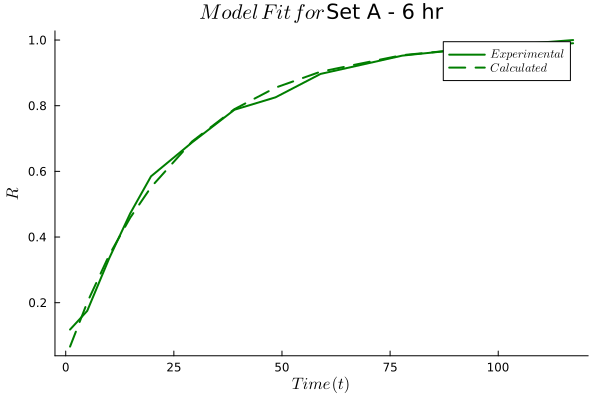 Model Fit for Set A - 6 hr
1.0
Experimental
Calculated
0.8
0.6
R
0.4
0.2
0 25 50 75 100
Time(t)